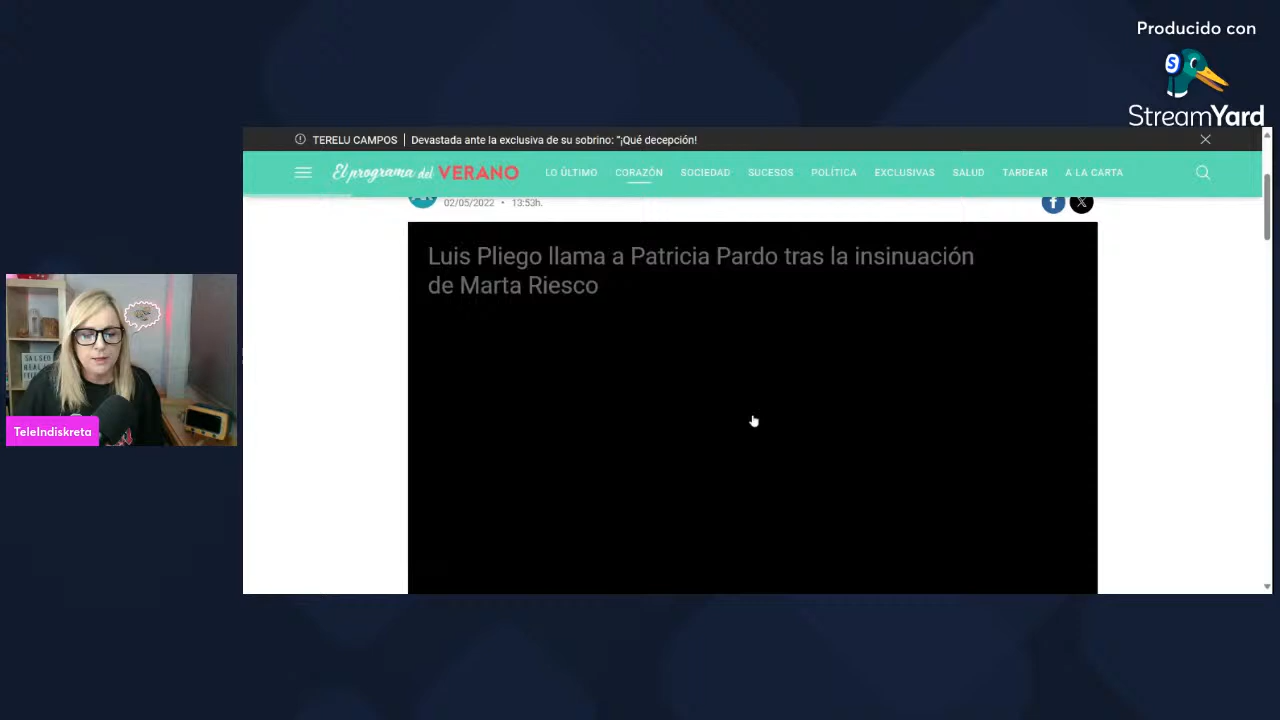 Producido con
StreamYard
TERELU CAMPOS | Devastada ante la exclusiva de su sobrino: "¡Qué decepción!
El programa del VERANO
LO ÚLTIMO CORAZÓN SOCIEDAD SUCESOS POLÍTICA EXCLUSIVAS SALUD TARDEAR A LA CARTA
02/05/2022 • 13:53h.
Luis Pliego llama a Patricia Pardo tras la insinuación
de Marta Riesco
TeleIndiskreta